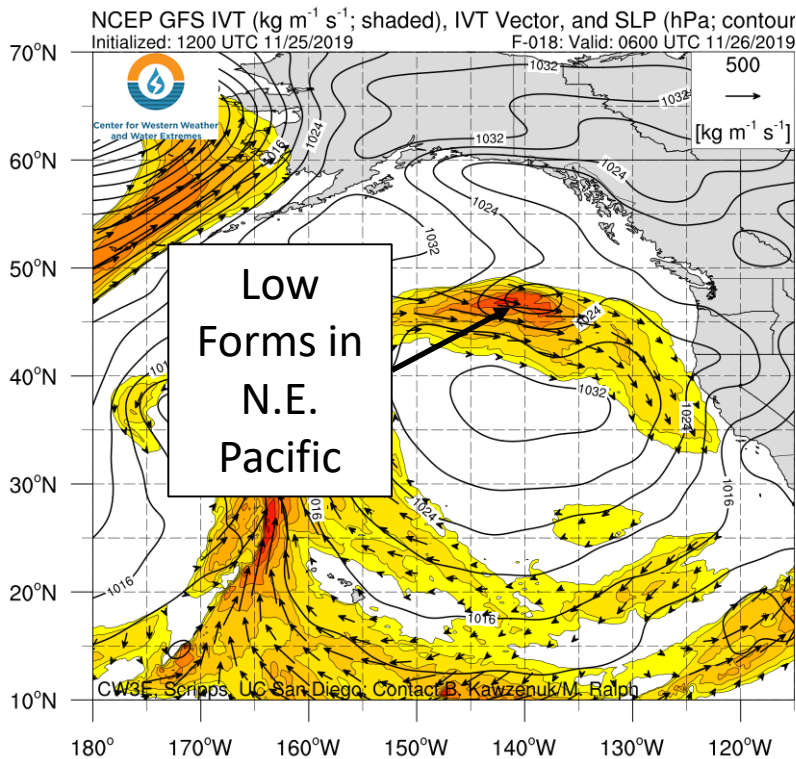 NCEP GFS IVT (kg m⁻¹ s⁻¹; shaded), IVT Vector, and SLP (hPa; contour
Initialized: 1200 UTC 11/25/2019 F-018: Valid: 0600 UTC 11/26/2019
70°N
60°N
50°N
40°N
30°N
20°N
10°N
Center for Western Weather
and Water Extremes
500
[kg m⁻¹ s⁻¹]
1032
1032
1032
1024
1016
1024
1024
1032
1024
1032
1024
1016
1024
1016
1016
1016
Low
Forms in
N.E.
Pacific
CW3E, Scripps, UC San Diego; Contact B. Kawzenuk/M. Ralph
180° 170°W 160°W 150°W 140°W 130°W 120°W